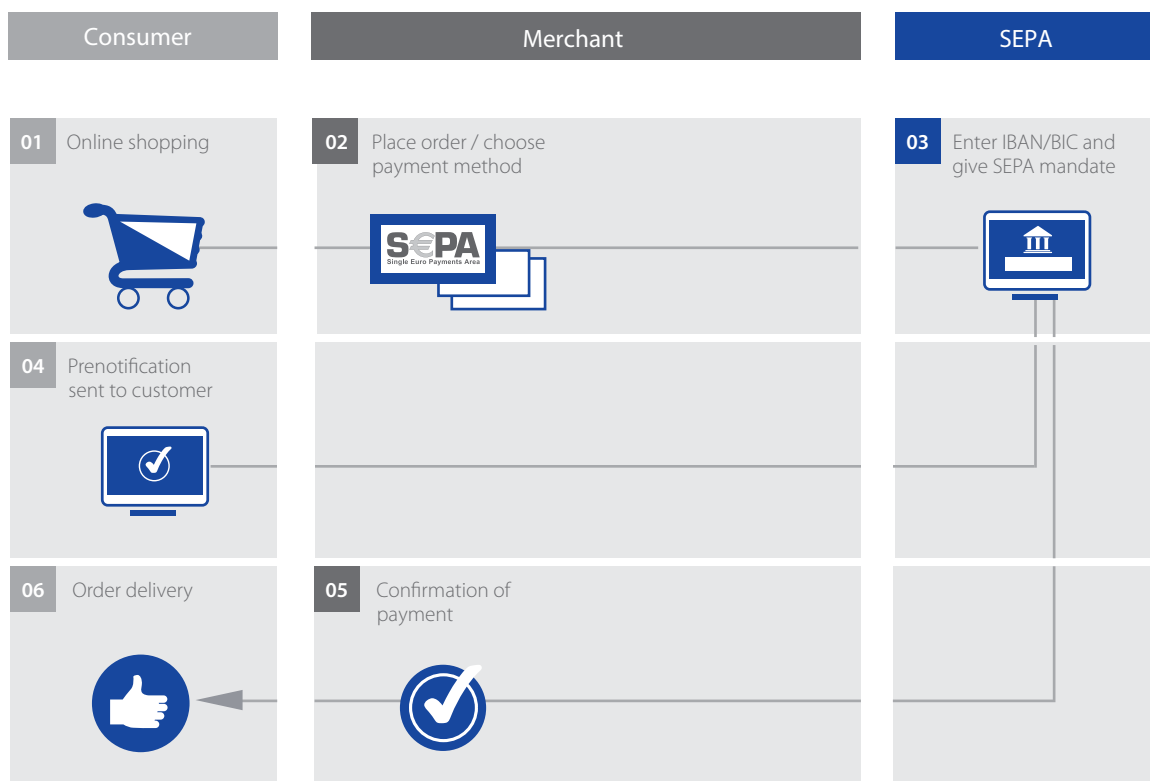 Consumer
Merchant
SEPA
01 Online shopping
02 Place order / choose
payment method
03 Enter IBAN/BIC and
give SEPA mandate
S€PA
Single Euro Payments Area
04 Prenotification
sent to customer
06 Order delivery
05 Confirmation of
payment